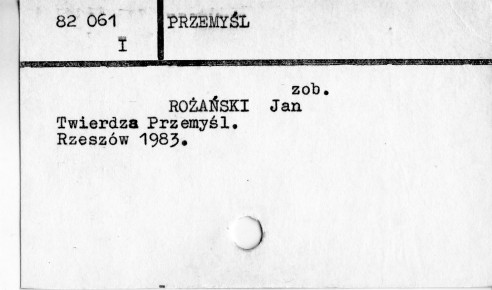 82 061 PRZEMYŚL
I
zob.
ROŻAŃSKI Jan
Twierdza Przemyśl.
Rzeszów 1983.